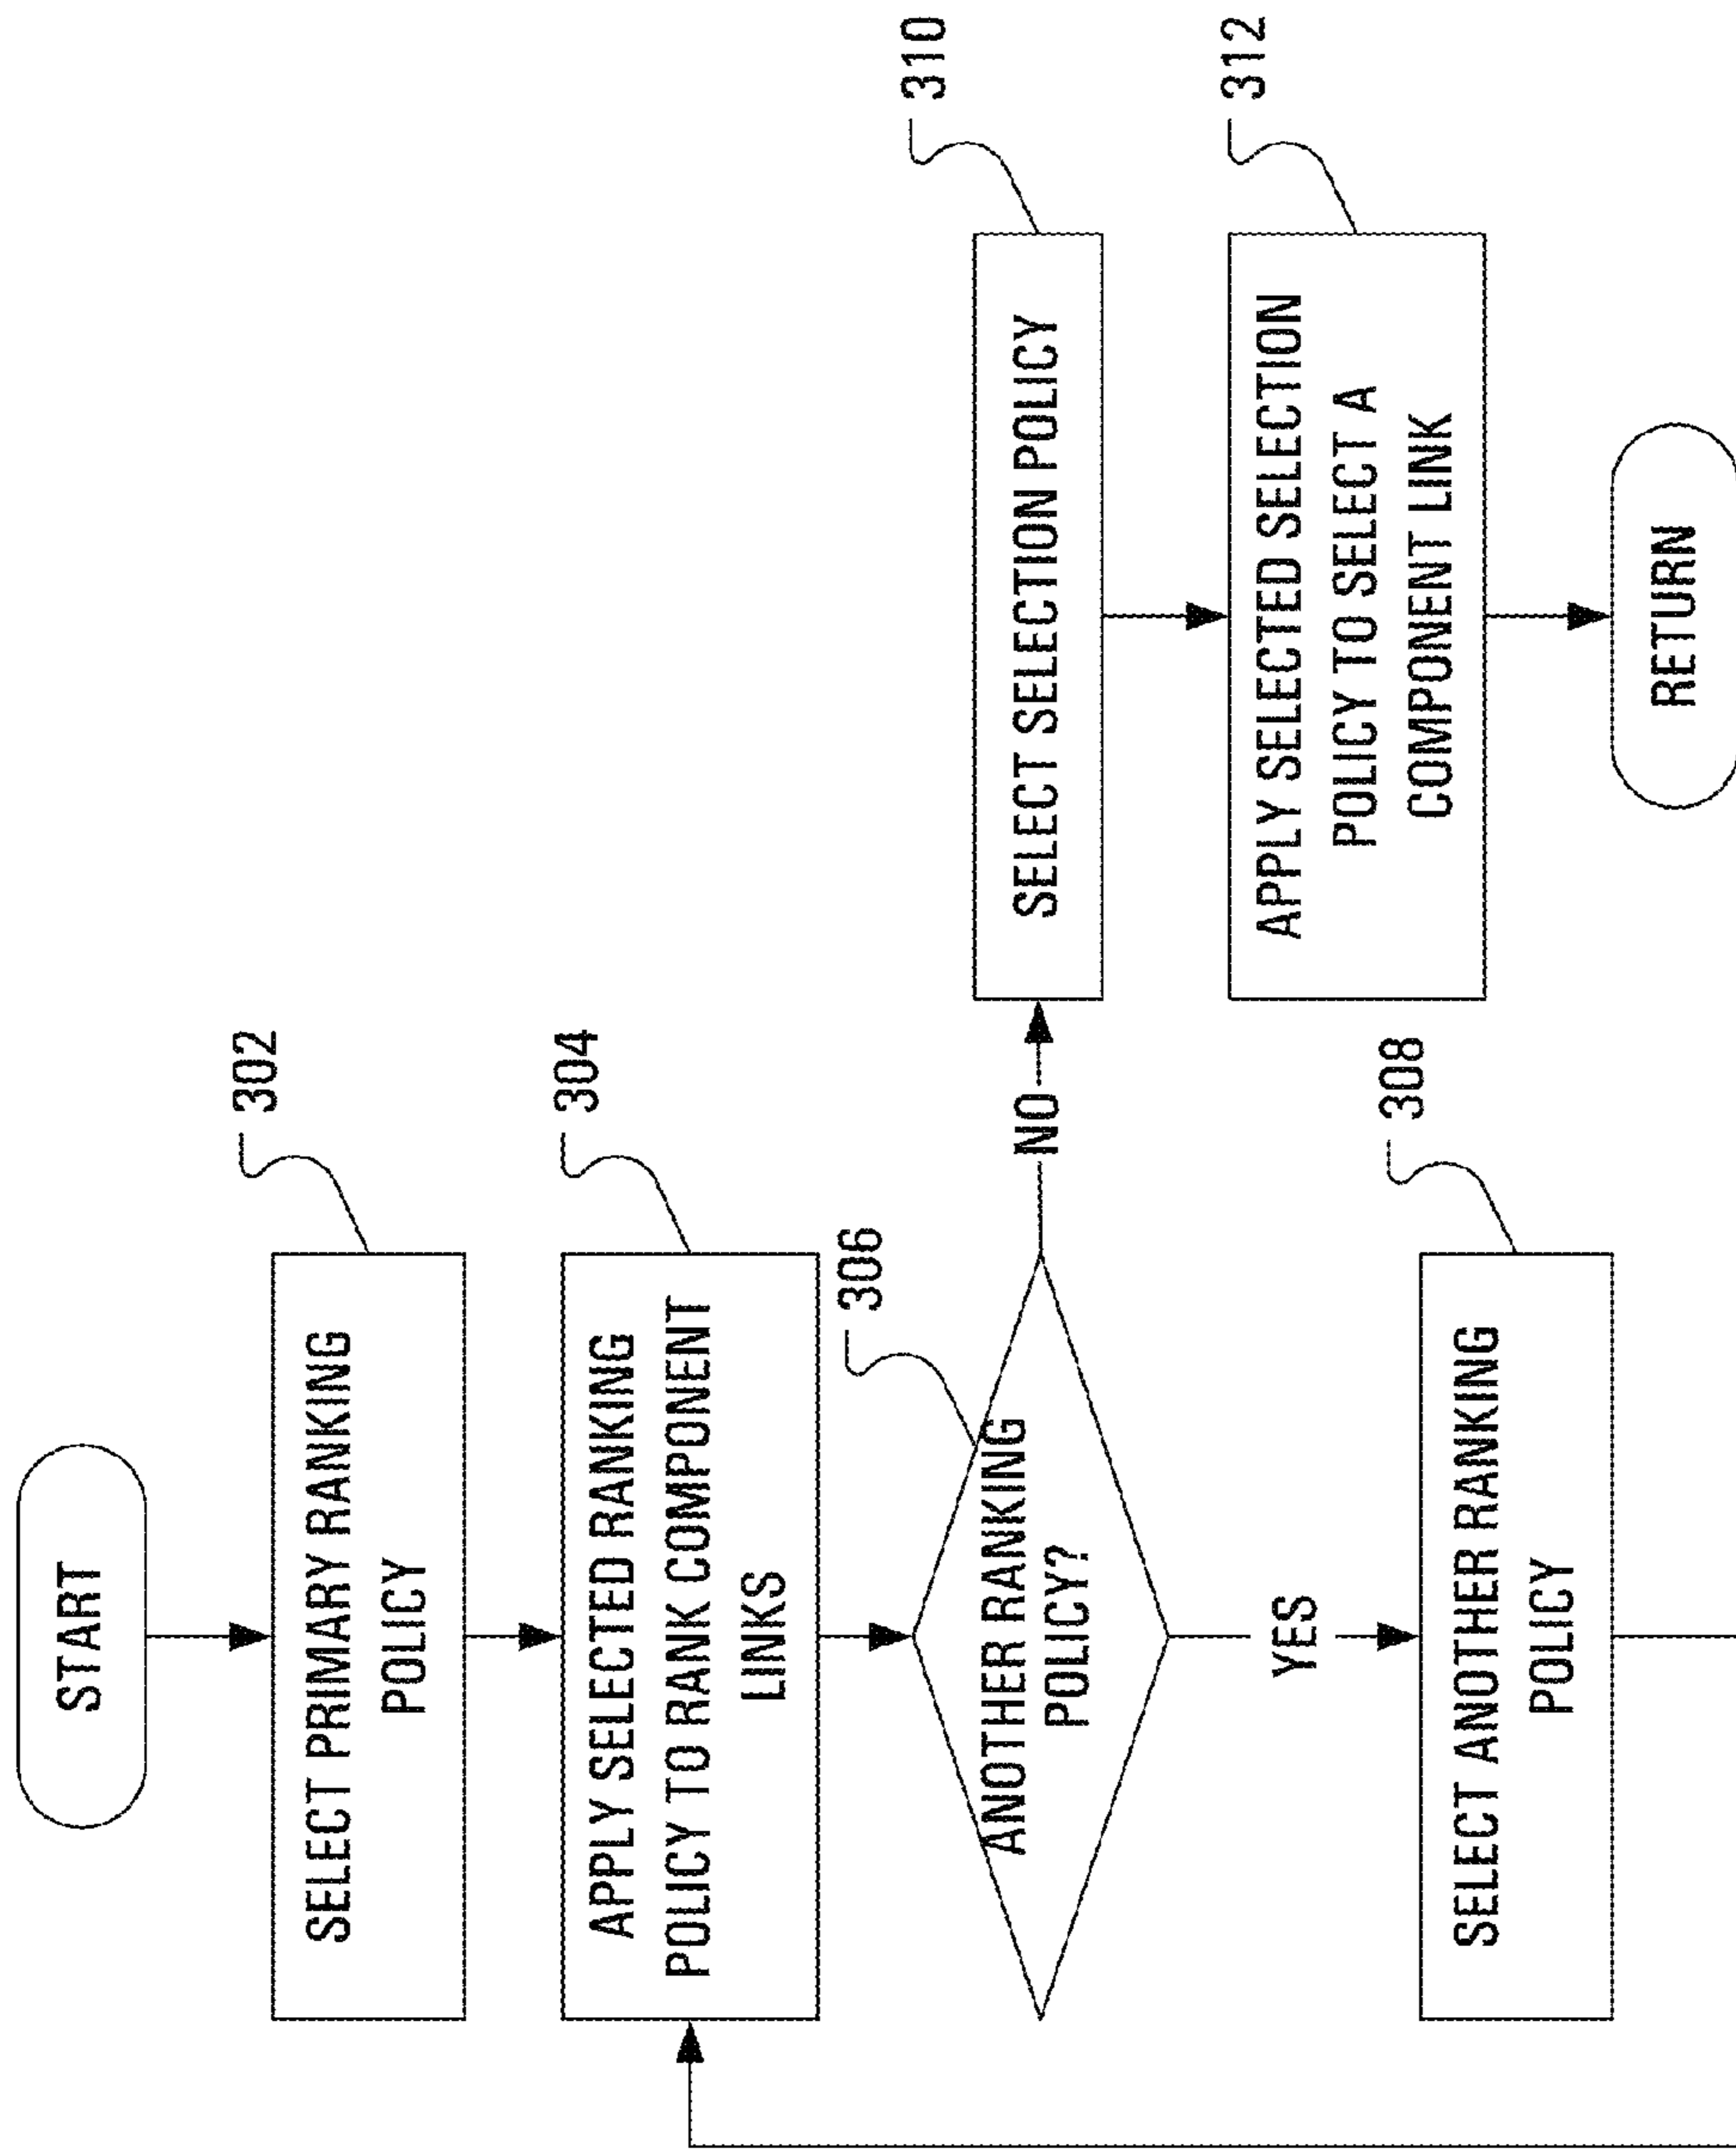 START
SELECT PRIMARY RANKING
POLICY
302
APPLY SELECTED RANKING
POLICY TO RANK COMPONENT
LINKS
304
ANOTHER RANKING
POLICY?
306
NO
YES
SELECT ANOTHER RANKING
POLICY
308
SELECT SELECTION POLICY
310
APPLY SELECTED SELECTION
POLICY TO SELECT A
COMPONENT LINK
312
RETURN